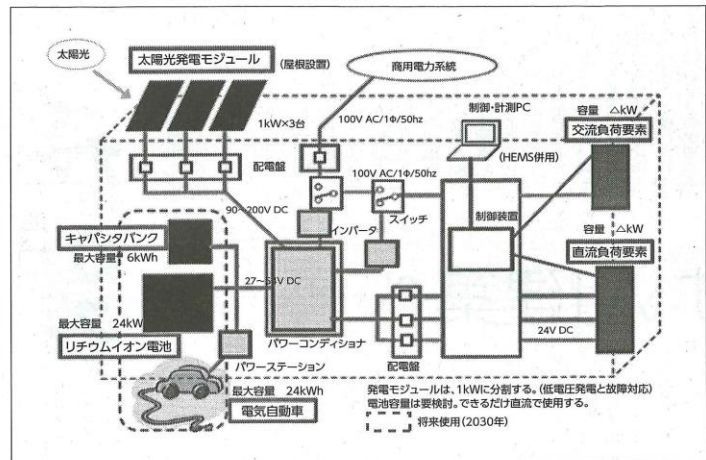 太陽光
太陽光発電モジュール
(屋根設置)
商用電力系統
1kW×3台
100V AC/1Φ/50hz
制御・計測PC
(HEMS併用)
容量 △kW
交流負荷要素
配電盤
100V AC/1Φ/50hz
90~200V DC
インバータ
スイッチ
制御装置
容量 △kW
直流負荷要素
キャパシタバンク
最大容量 6kWh
27~54V DC
24V DC
最大容量 24kW
リチウムイオン電池
パワーコンディショナ
配電盤
パワーステーション
最大容量 24kWh
電気自動車
発電モジュールは、1kWに分割する。(低電圧発電と故障対応)
電池容量は要検討。できるだけ直流で使用する。
将来使用(2030年)